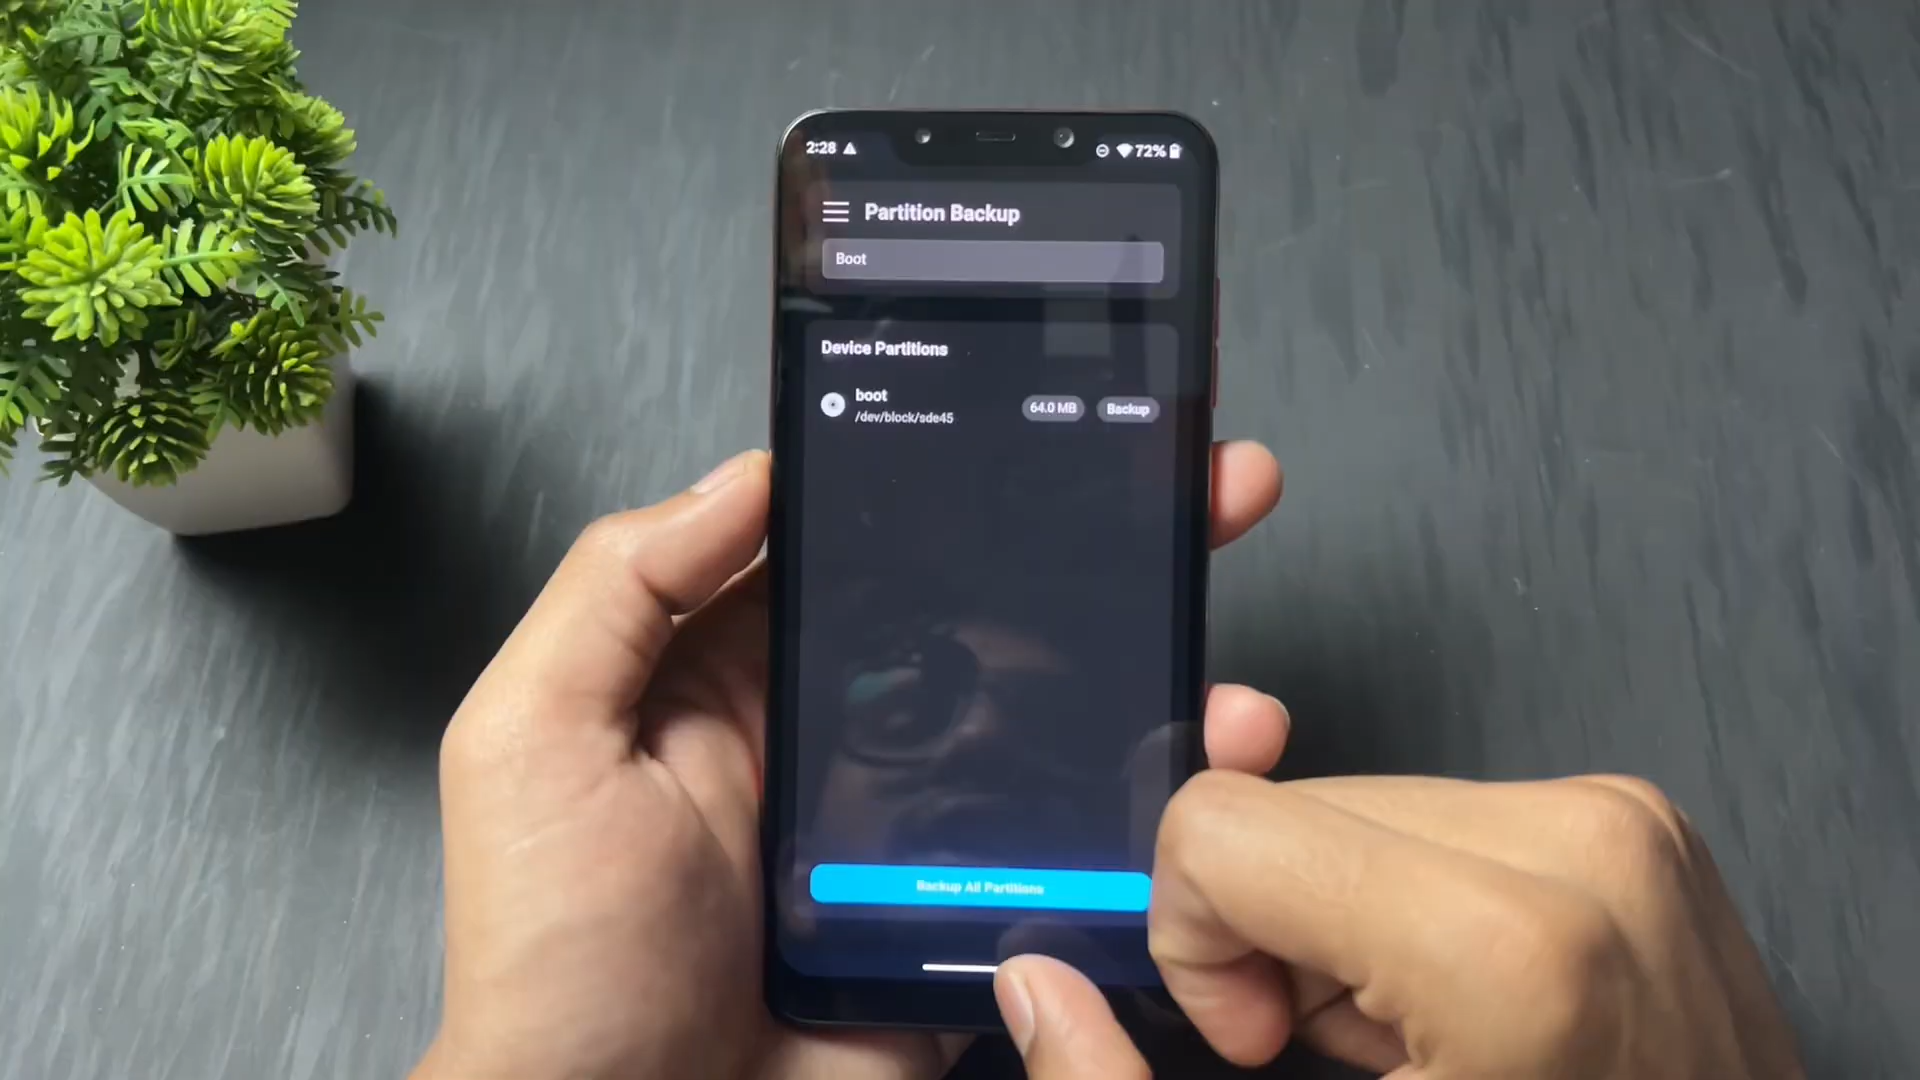 2:28
72%
Partition Backup
Boot
Device Partitions
boot
/dev/block/sde45
64.0 MB
Backup
Backup All Partitions